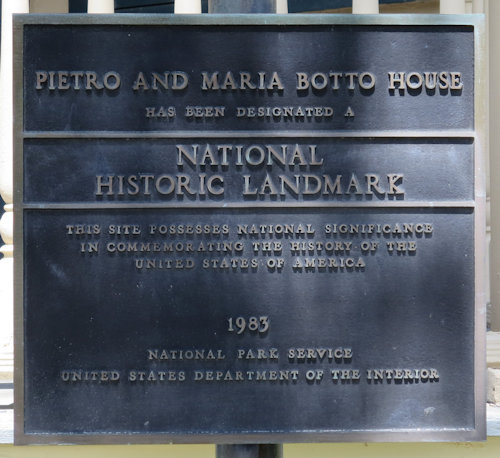 PIETRO AND MARIA BOTTO HOUSE
HAS BEEN DESIGNATED A
NATIONAL
HISTORIC LANDMARK
THIS SITE POSSESSES NATIONAL SIGNIFICANCE
IN COMMEMORATING THE HISTORY OF THE
UNITED STATES OF AMERICA
1983
NATIONAL PARK SERVICE
UNITED STATES DEPARTMENT OF THE INTERIOR